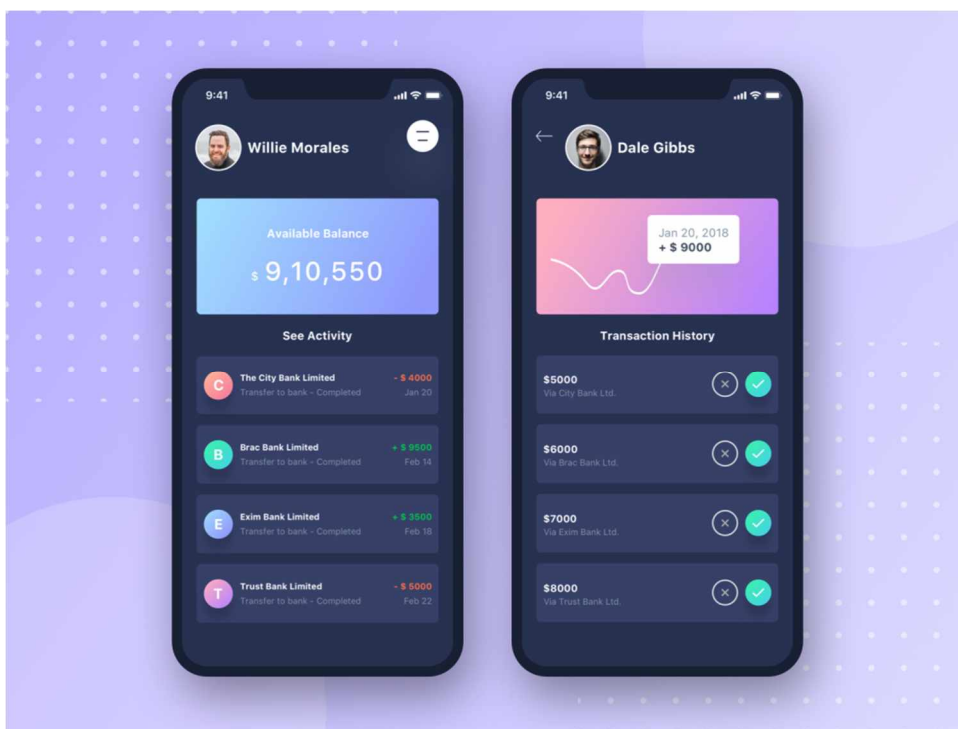 9:41
Willie Morales
Available Balance
$ 9,10,550
See Activity
C
The City Bank Limited
- $ 4000
Transfer to bank - Completed
Jan 20
B
Brac Bank Limited
+ $ 9500
Transfer to bank - Completed
Feb 14
E
Exim Bank Limited
+ $ 3500
Transfer to bank - Completed
Feb 18
T
Trust Bank Limited
- $ 5000
Transfer to bank - Completed
Feb 22
9:41
Dale Gibbs
Jan 20, 2018
+ $ 9000
Transaction History
$5000
Via City Bank Ltd.
$6000
Via Brac Bank Ltd.
$7000
Via Exim Bank Ltd.
$8000
Via Trust Bank Ltd.